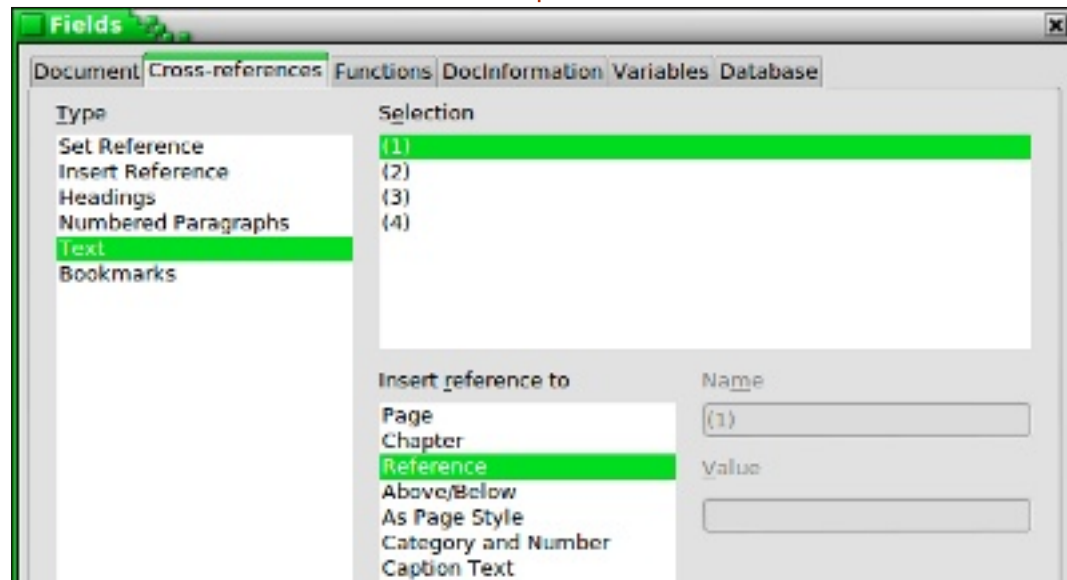 Fields
Document Cross-references Functions DocInformation Variables Database
Type
Set Reference
Insert Reference
Headings
Numbered Paragraphs
Text
Bookmarks
Selection
(1)
(2)
(3)
(4)
Insert reference to
Page
Chapter
Reference
Above/Below
As Page Style
Category and Number
Caption Text
Name
(1)
Value